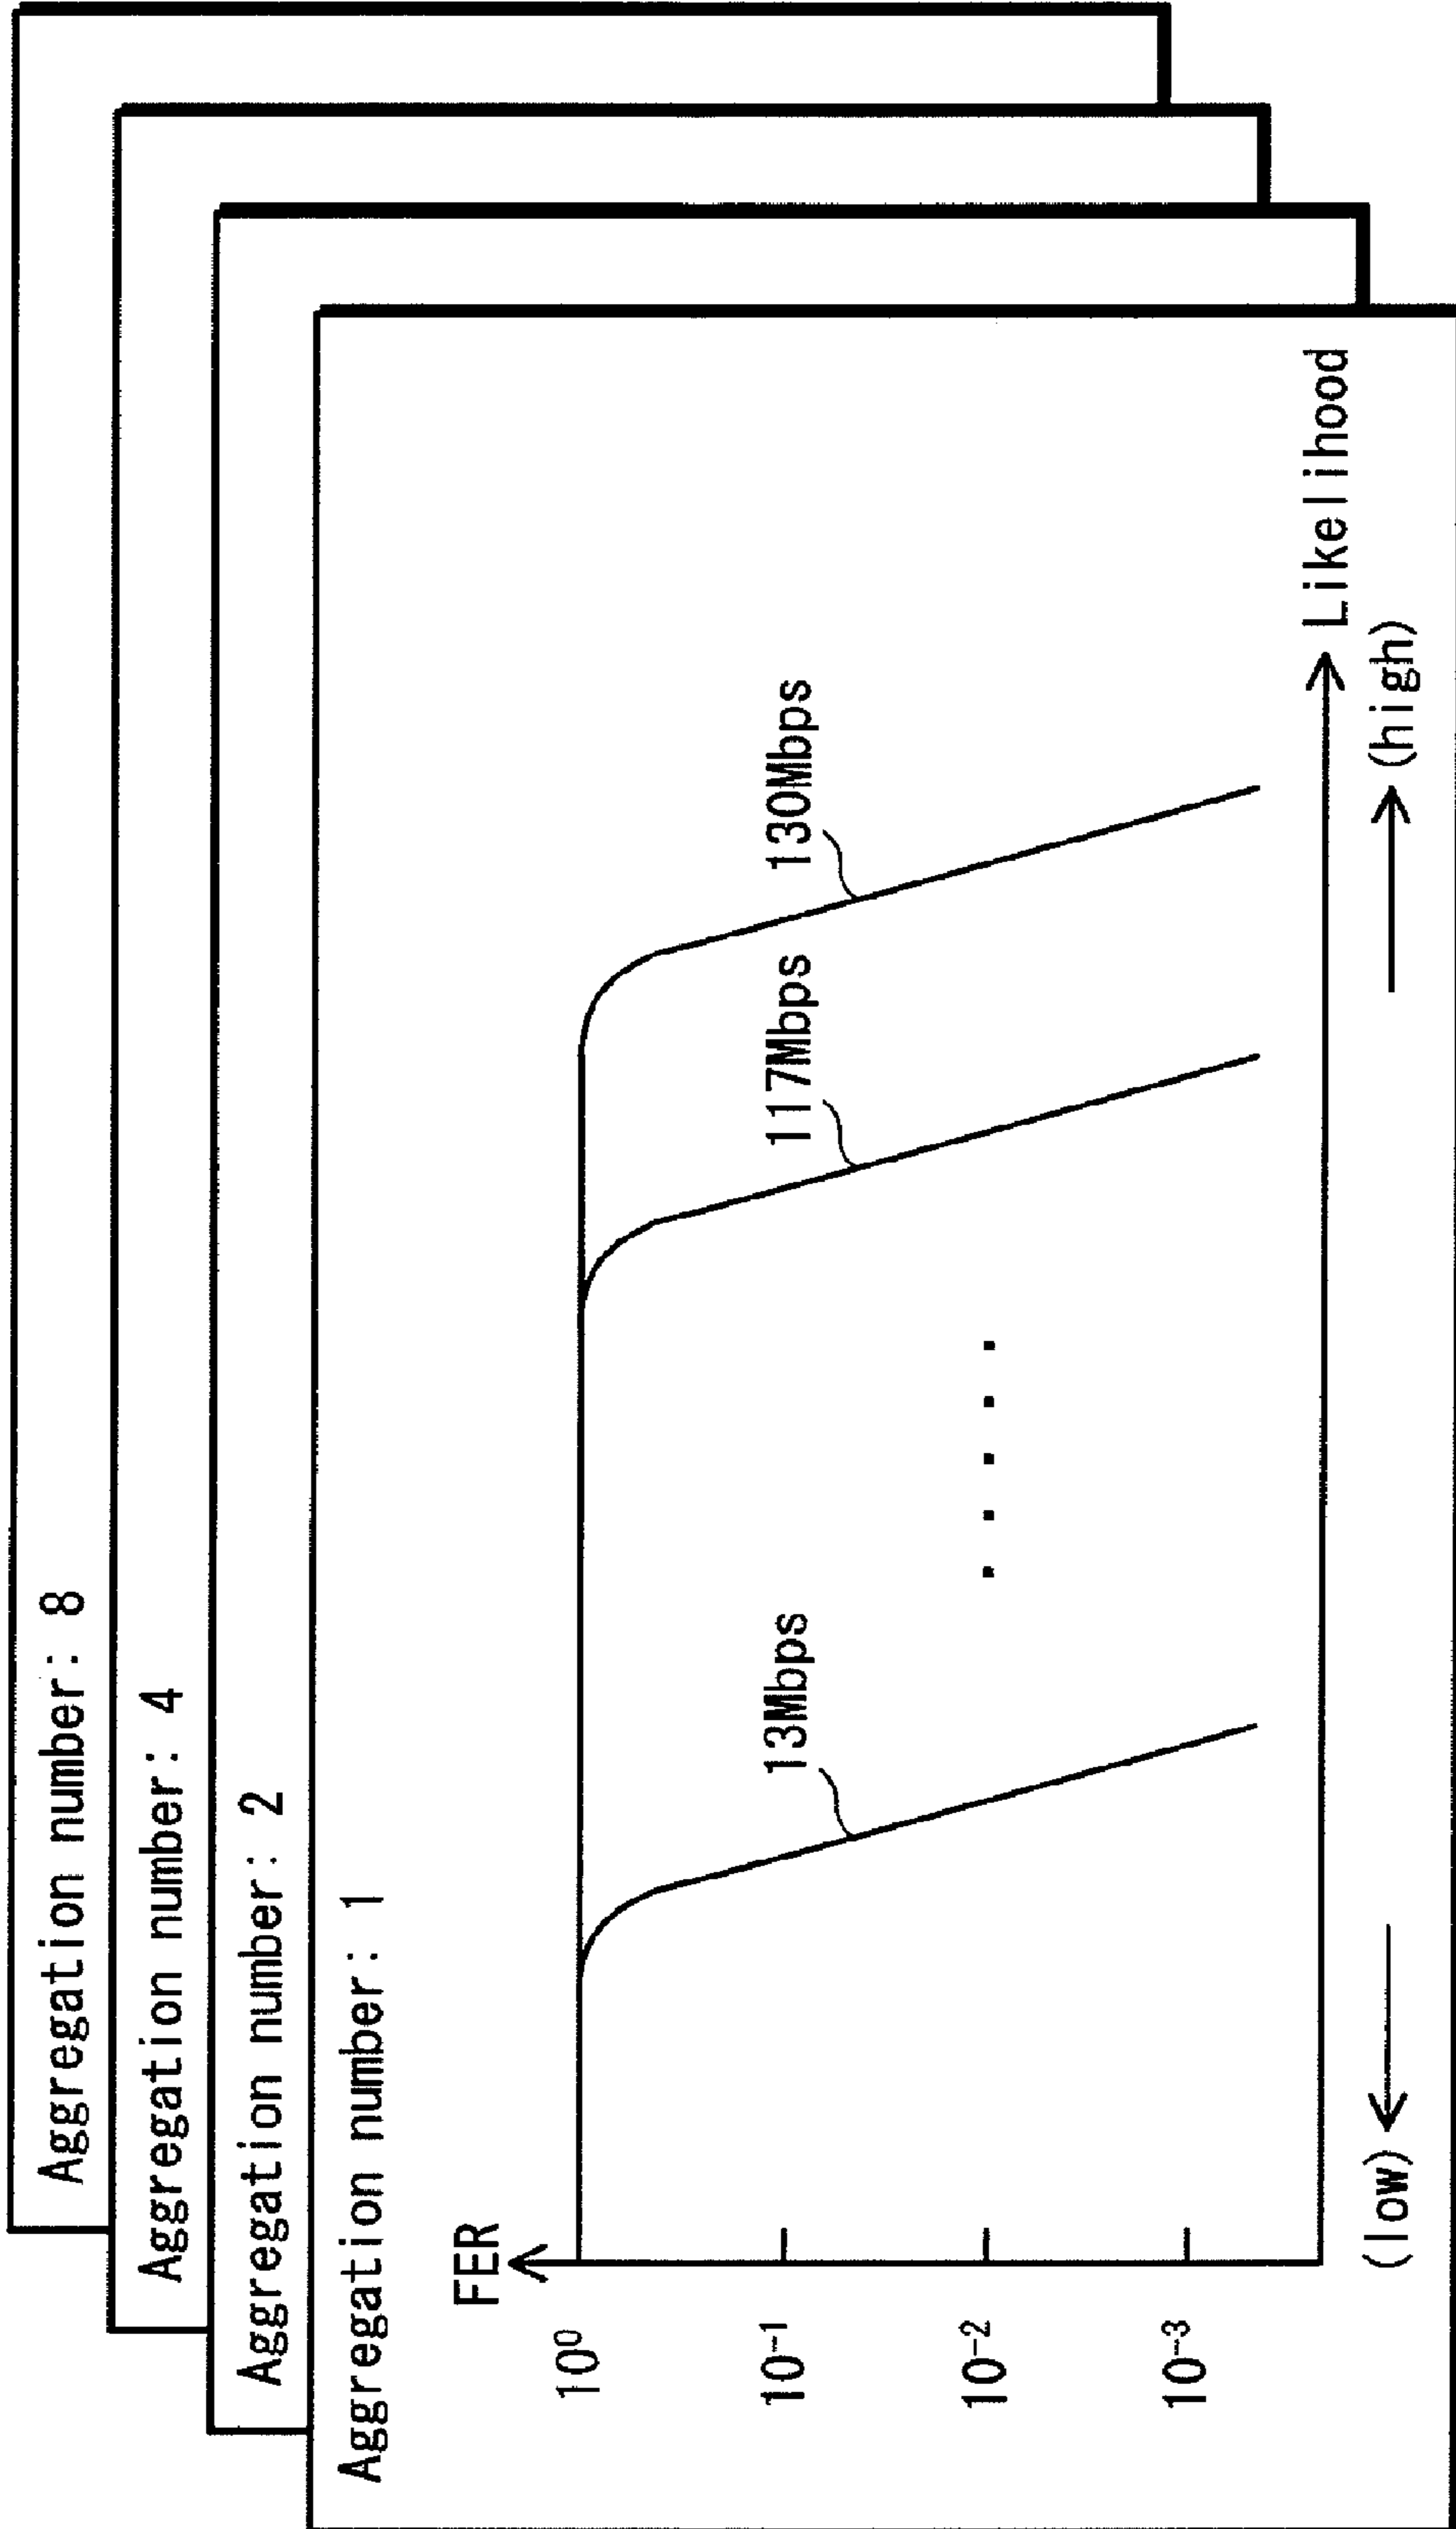 Aggregation number: 8
Aggregation number: 4
Aggregation number: 2
Aggregation number: 1
FER
10⁰
10⁻¹
10⁻²
10⁻³
13Mbps
117Mbps
130Mbps
Likelihood
(low)
(high)